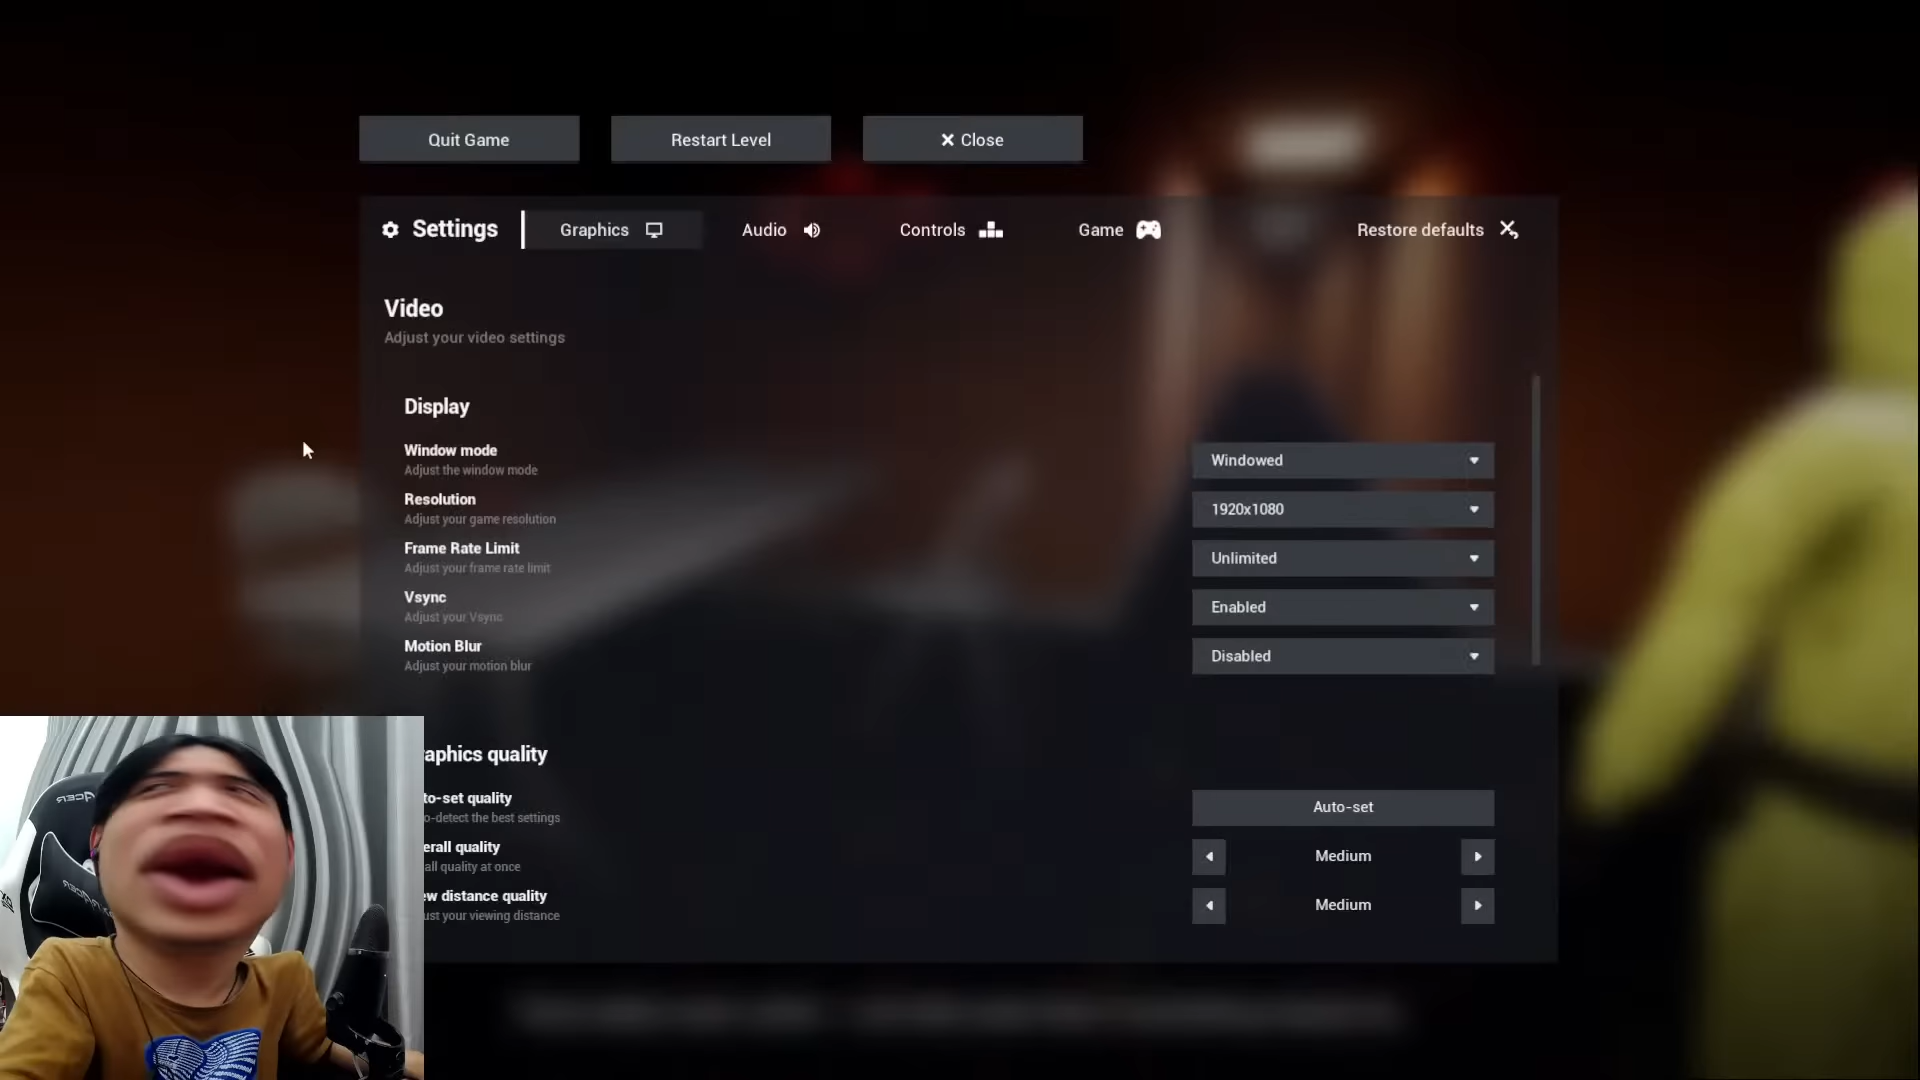 Quit Game
Restart Level
Close
Settings
Graphics
Audio
Controls
Game
Restore defaults
Video
Adjust your video settings
Display
Window mode
Windowed
Adjust the window mode
Resolution
1920x1080
Adjust your game resolution
Frame Rate Limit
Unlimited
Adjust your frame rate limit
Vsync
Enabled
Adjust your Vsync
Motion Blur
Disabled
Adjust your motion blur
aphics quality
to-set quality
Auto-set
o-detect the best settings
erall quality
Medium
all quality at once
ew distance quality
Medium
ust your viewing distance
ACER
ACER